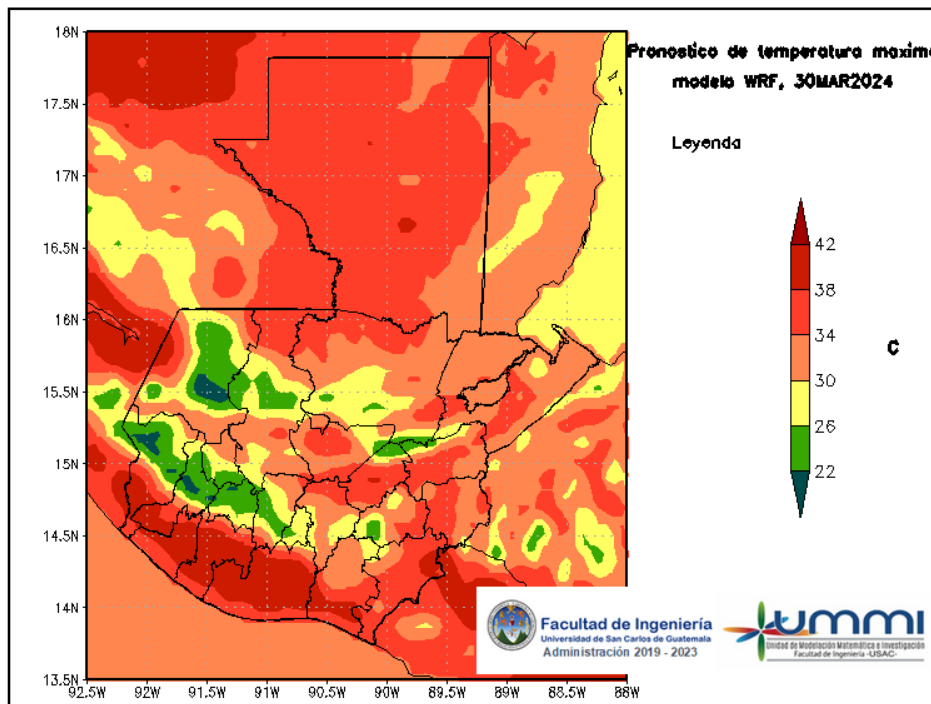 Pronostico de temperatura maxim
modelo WRF, 30MAR2024
Leyenda
18N
17.5N
17N
16.5N
16N
15.5N
15N
14.5N
14N
13.5N
92.5W 92W 91.5W 91W 90.5W 90W 89.5W 89W 88.5W 88W
42
38
34
30
26
22
C
Facultad de Ingeniería
Universidad de San Carlos de Guatemala
Administración 2019 - 2023
UMMI
Unidad de Modelación Matemática e Investigación
Facultad de Ingeniería -USAC-